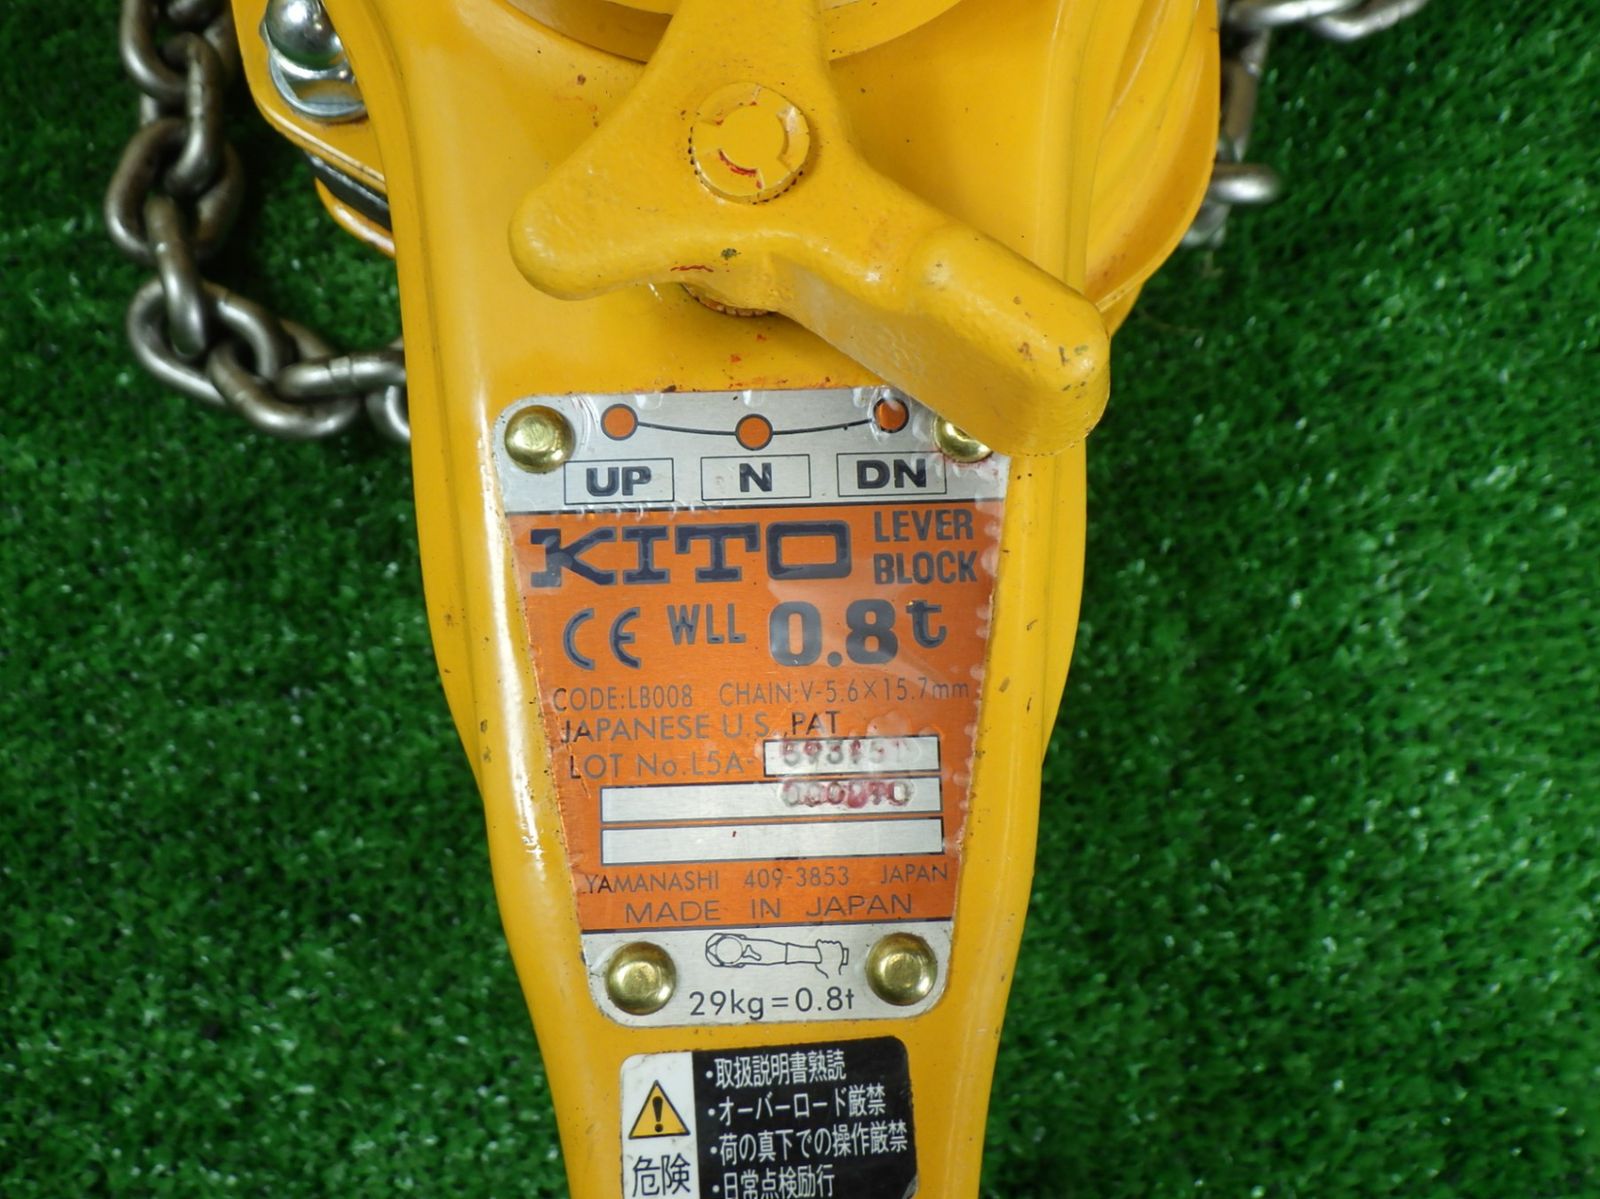 UP N DN
KITO LEVER BLOCK
CE WLL 0.8t
CODE:LB008 CHAIN:V-5.6×15.7mm
JAPANESE U.S. PAT
LOT No.L5A-
YAMANASHI 409-3853 JAPAN
MADE IN JAPAN
29kg=0.8t
危険
・取扱説明書熟読
・オーバーロード厳禁
・荷の真下での操作厳禁
・日常点検励行